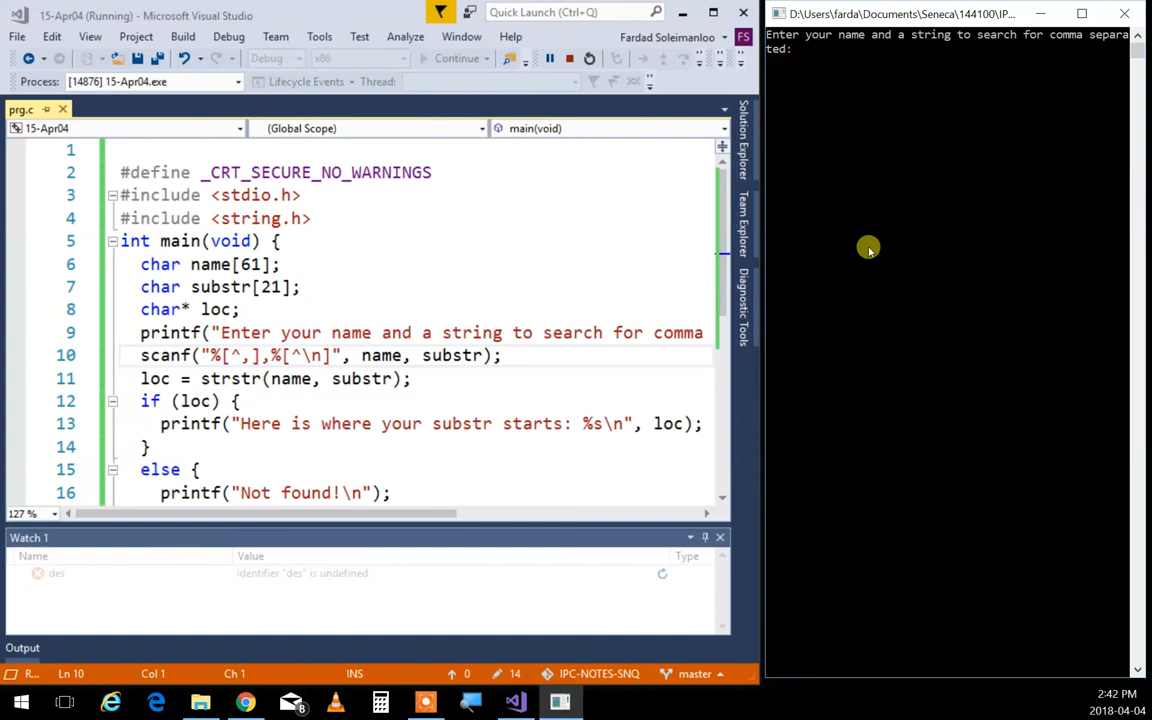 15-Apr04 (Running) - Microsoft Visual Studio
Quick Launch (Ctrl+Q)
File Edit View Project Build Debug Team Tools Test Analyze Window Help Fardad Soleimanloo FS
Debug x86 Continue
Process: [14876] 15-Apr04.exe Lifecycle Events Thread:
prg.c
15-Apr04 (Global Scope) main(void)
1
2 #define _CRT_SECURE_NO_WARNINGS
3 #include <stdio.h>
4 #include <string.h>
5 int main(void) {
6 char name[61];
7 char substr[21];
8 char* loc;
9 printf("Enter your name and a string to search for comma
10 scanf("%[^,],%[^\n]", name, substr);
11 loc = strstr(name, substr);
12 if (loc) {
13 printf("Here is where your substr starts: %s\n", loc);
14 }
15 else {
16 printf("Not found!\n");
127 %
Solution Explorer
Team Explorer
Diagnostic Tools
Watch 1
Name Value Type
des identifier "des" is undefined
Output
R... Ln 10 Col 1 Ch 1 INS 0 14 IPC-NOTES-SNQ master
D:\Users\farda\Documents\Seneca\144100\IP...
Enter your name and a string to search for comma separa
ted:
8
2:42 PM
2018-04-04